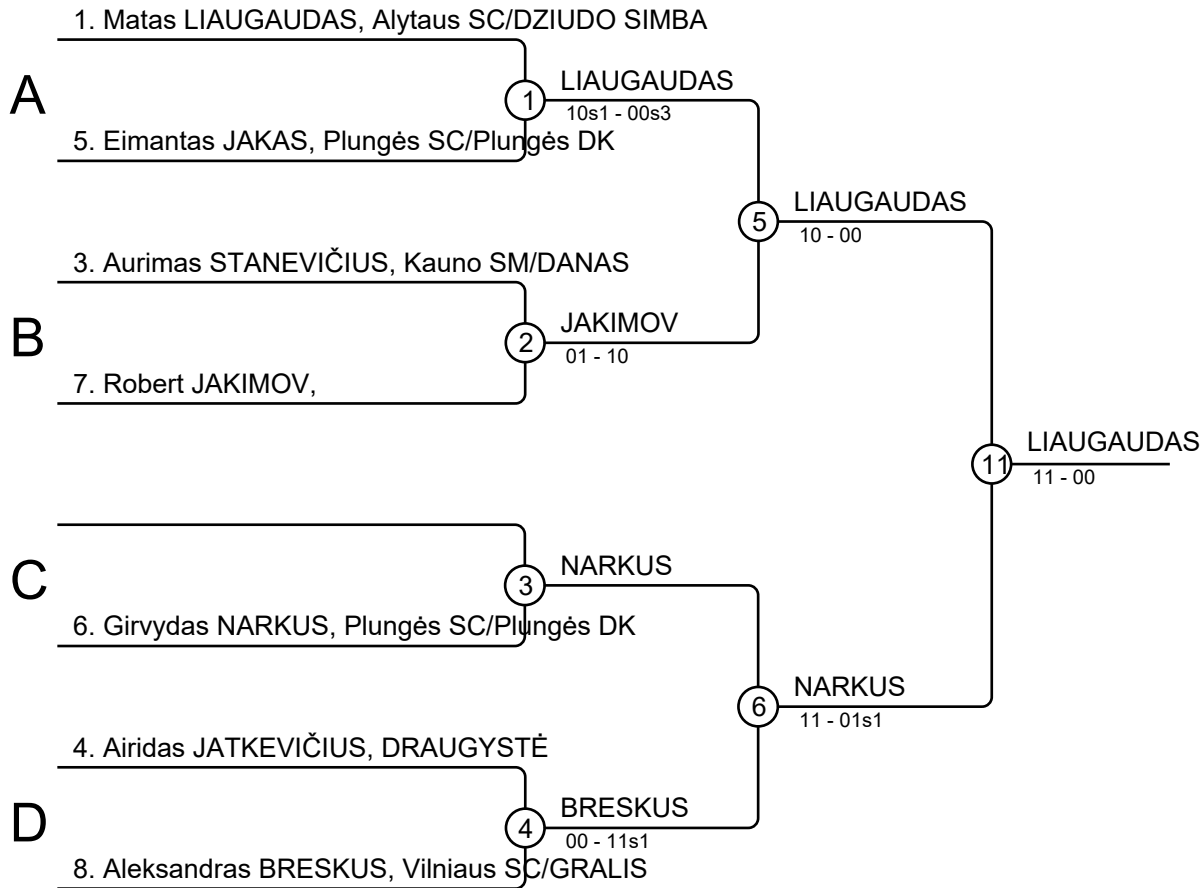 1. Matas LIAUGAUDAS, Alytaus SC/DZIUDO SIMBA
A
1
LIAUGAUDAS
10s1 - 00s3
5. Eimantas JAKAS, Plungės SC/Plungės DK
5
LIAUGAUDAS
10 - 00
3. Aurimas STANEVIČIUS, Kauno SM/DANAS
B
2
JAKIMOV
01 - 10
7. Robert JAKIMOV,
11
LIAUGAUDAS
11 - 00
C
3
NARKUS
6. Girvydas NARKUS, Plungės SC/Plungės DK
6
NARKUS
11 - 01s1
4. Airidas JATKEVIČIUS, DRAUGYSTĖ
D
4
BRESKUS
00 - 11s1
8. Aleksandras BRESKUS, Vilniaus SC/GRALIS